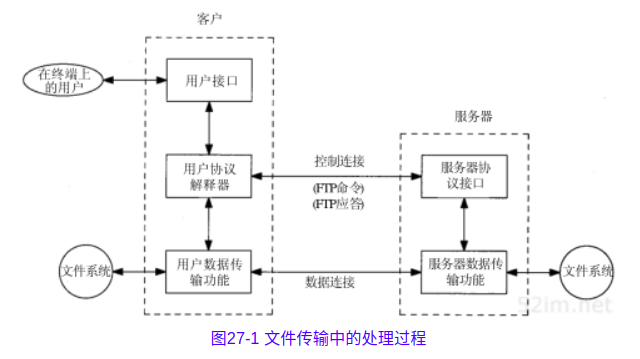 客户
在终端上
的用户
用户接口
服务器
用户协议
解释器
控制连接
(FTP命令)
(FTP应答)
服务器协
议接口
文件系统
用户数据传
输功能
数据连接
服务器数据传
输功能
文件系统
52im.net
图27-1 文件传输中的处理过程